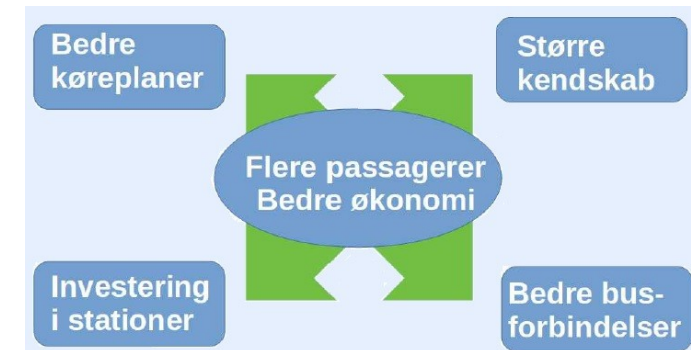 Bedre
køreplaner
Større
kendskab
Flere passagerer
Bedre økonomi
Investering
i stationer
Bedre bus-
forbindelser